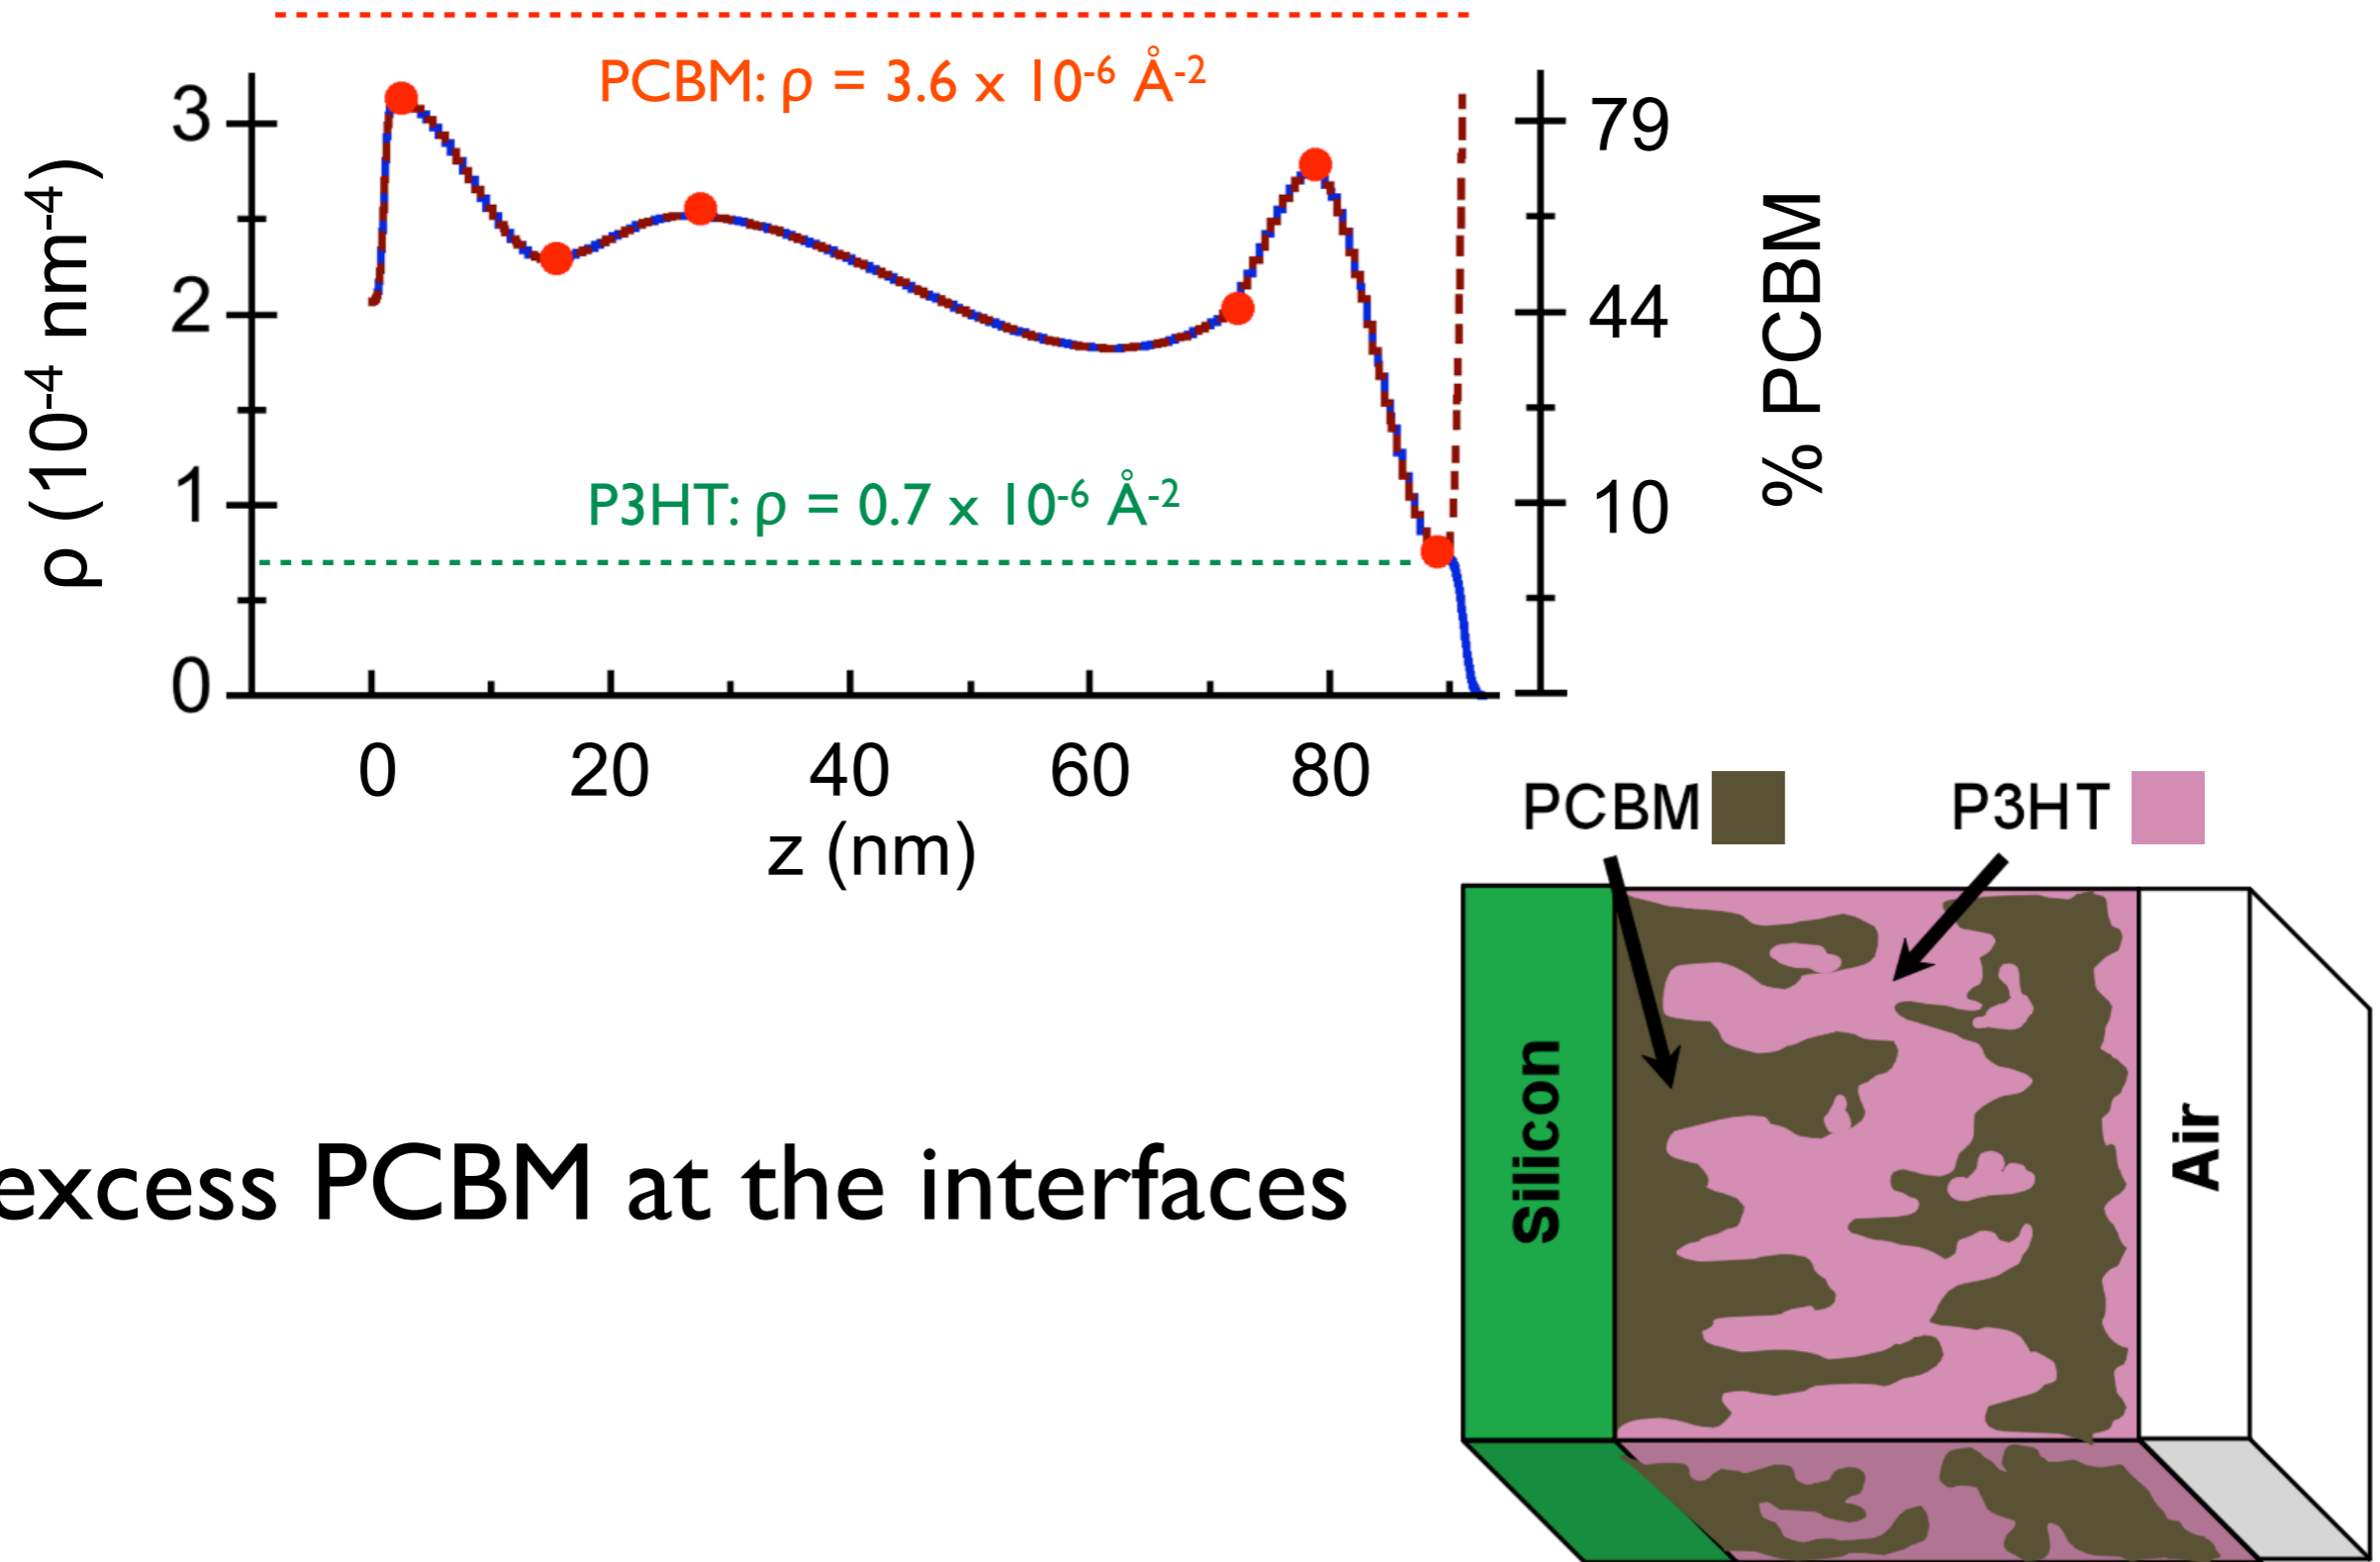 PCBM: ρ = 3.6 x 10⁻⁶ Å⁻²
3
2
1
0
ρ (10⁻⁴ nm⁻⁴)
79
44
10
% PCBM
P3HT: ρ = 0.7 x 10⁻⁶ Å⁻²
0 20 40 60 80
z (nm)
PCBM
P3HT
Silicon
Air
excess PCBM at the interfaces